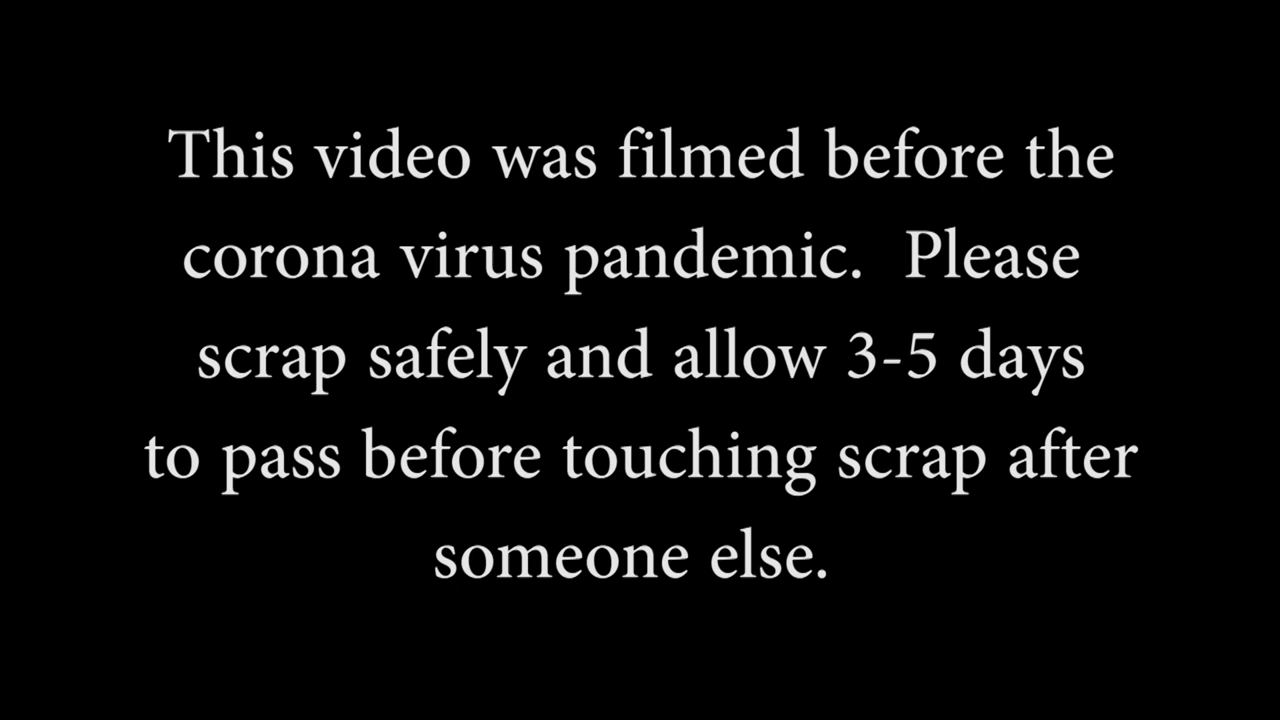 This video was filmed before the
corona virus pandemic.  Please
scrap safely and allow 3-5 days
to pass before touching scrap after
someone else.